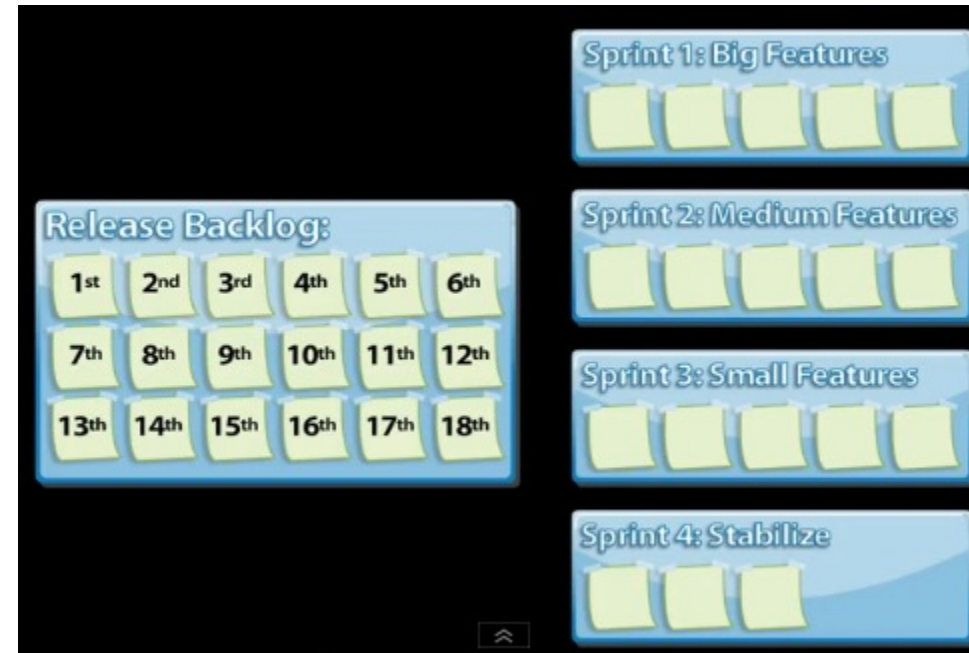 Release Backlog:
1st 2nd 3rd 4th 5th 6th
7th 8th 9th 10th 11th 12th
13th 14th 15th 16th 17th 18th
Sprint 1: Big Features
Sprint 2: Medium Features
Sprint 3: Small Features
Sprint 4: Stabilize